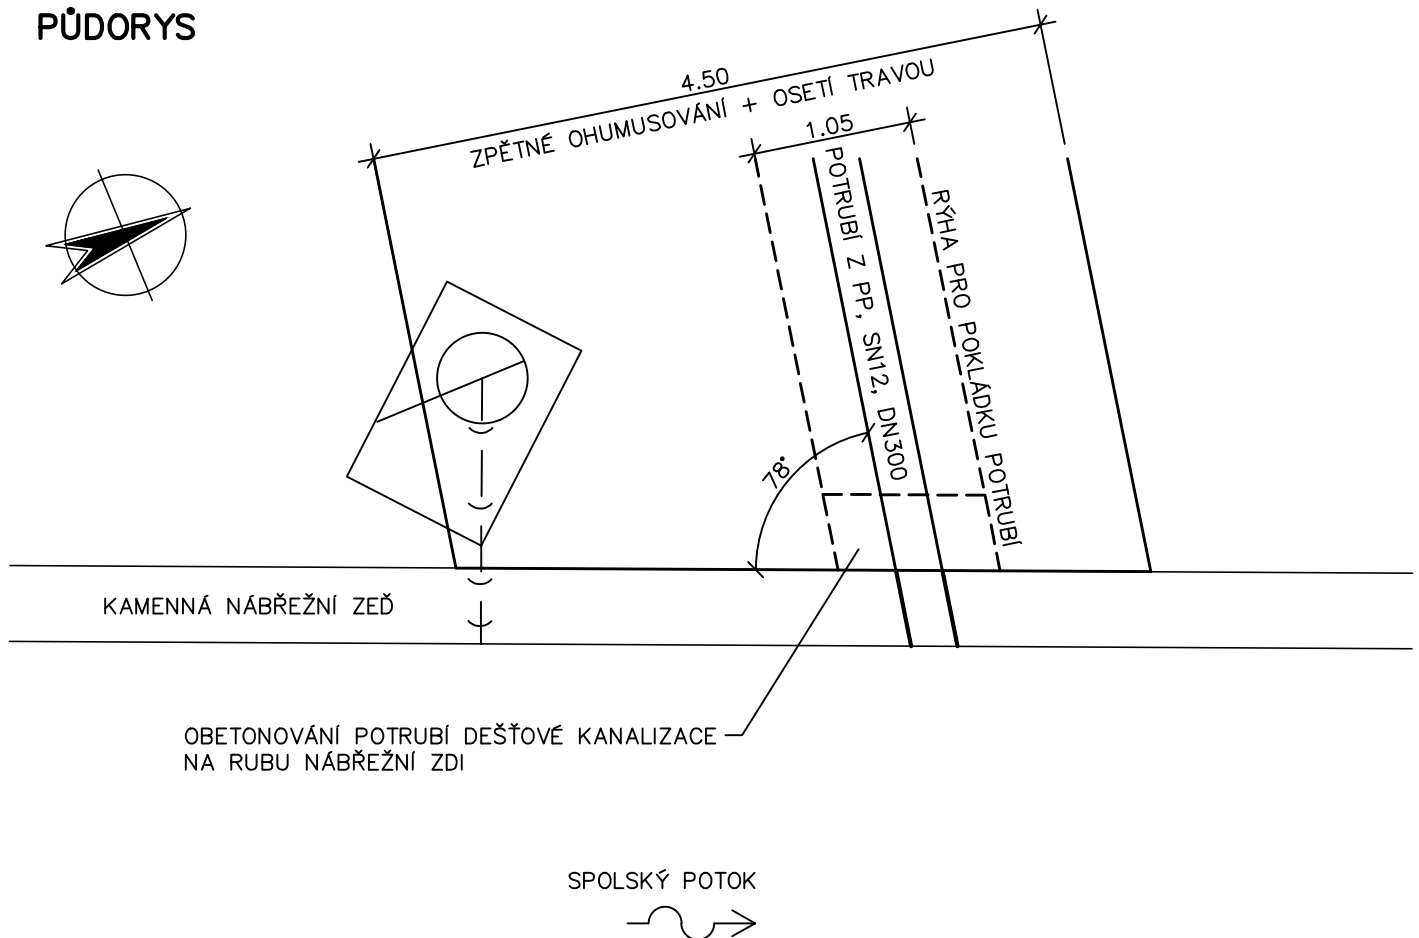 PŮDORYS
4.50
ZPĚTNÉ OHUMUSOVÁNÍ + OSETÍ TRAVOU
1.05
POTRUBÍ Z PP, SN12, DN300
RÝHA PRO POKLÁDKU POTRUBÍ
78°
KAMENNÁ NÁBŘEŽNÍ ZEĎ
OBETONOVÁNÍ POTRUBÍ DEŠŤOVÉ KANALIZACE
NA RUBU NÁBŘEŽNÍ ZDI
SPOLSKÝ POTOK